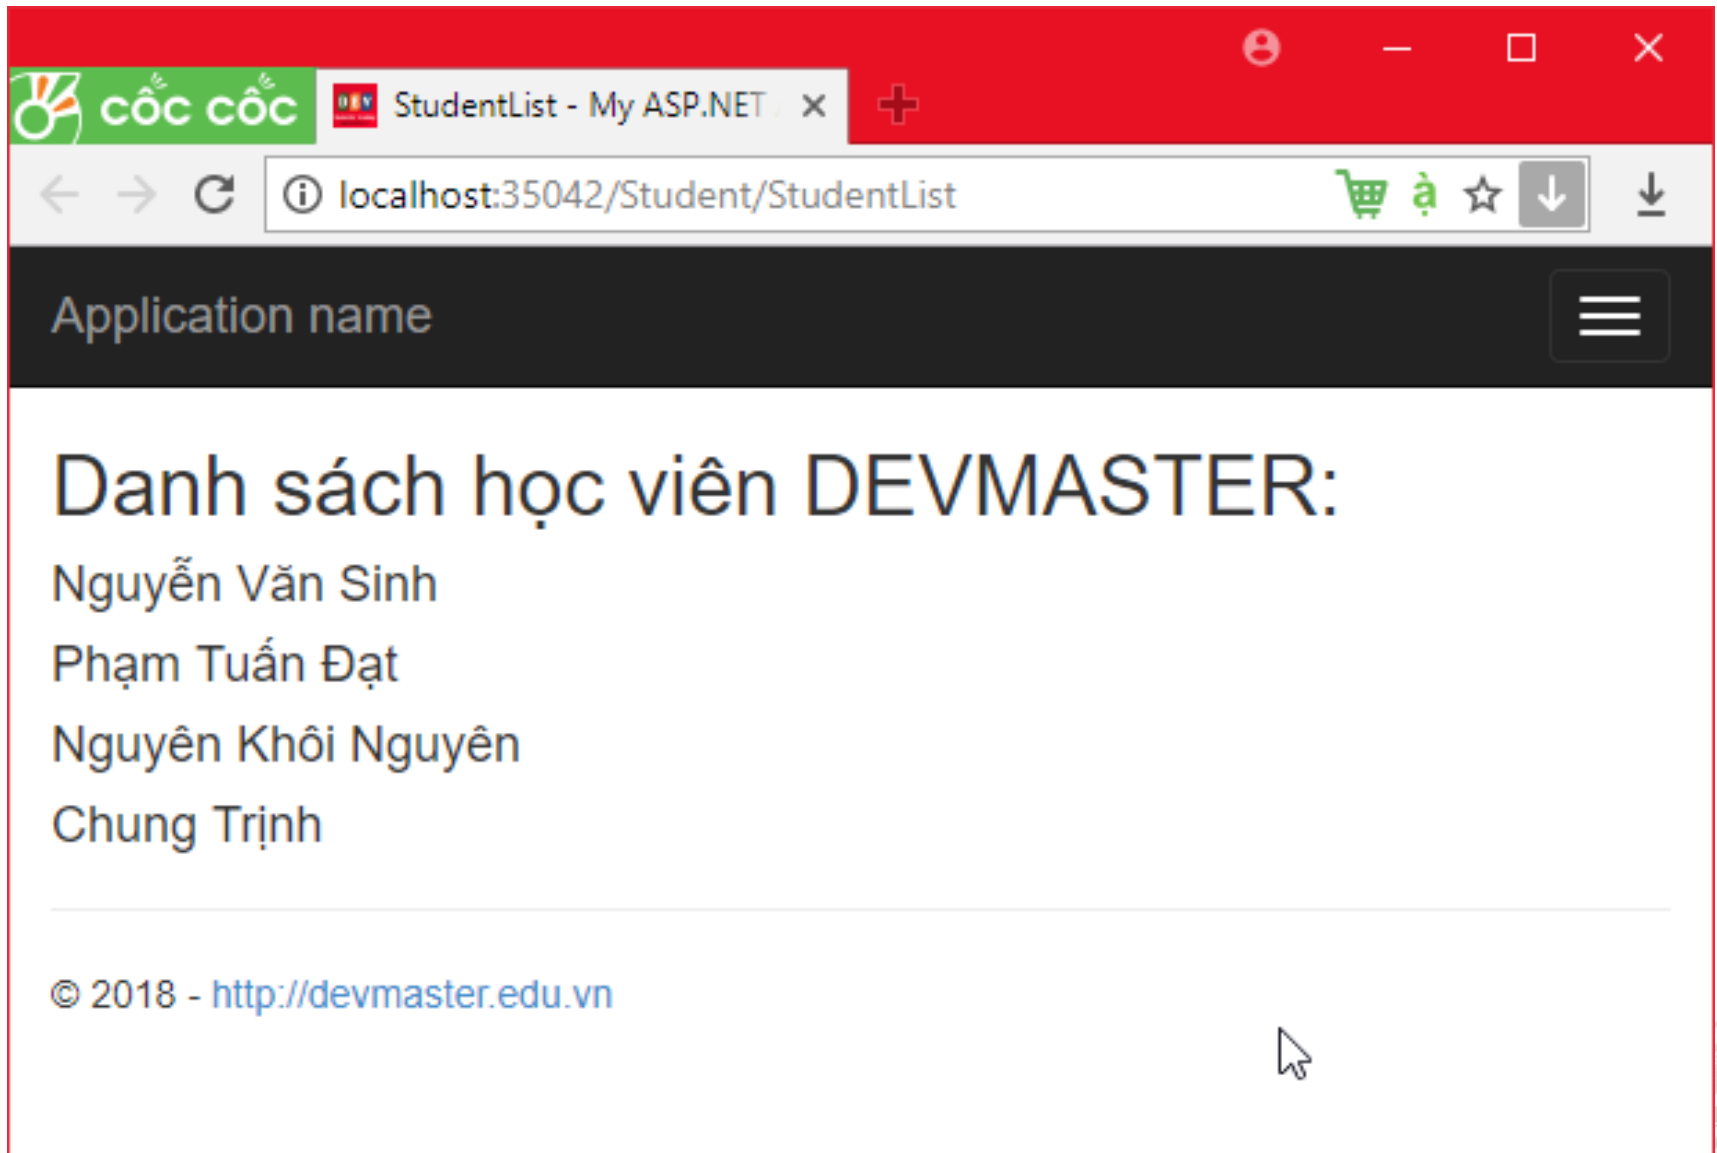 cốc cốc
DEV
StudentList - My ASP.NET
localhost:35042/Student/StudentList
ạ̀
Application name
Danh sách học viên DEVMASTER:
Nguyễn Văn Sinh
Phạm Tuấn Đạt
Nguyên Khôi Nguyên
Chung Trịnh
© 2018 - http://devmaster.edu.vn